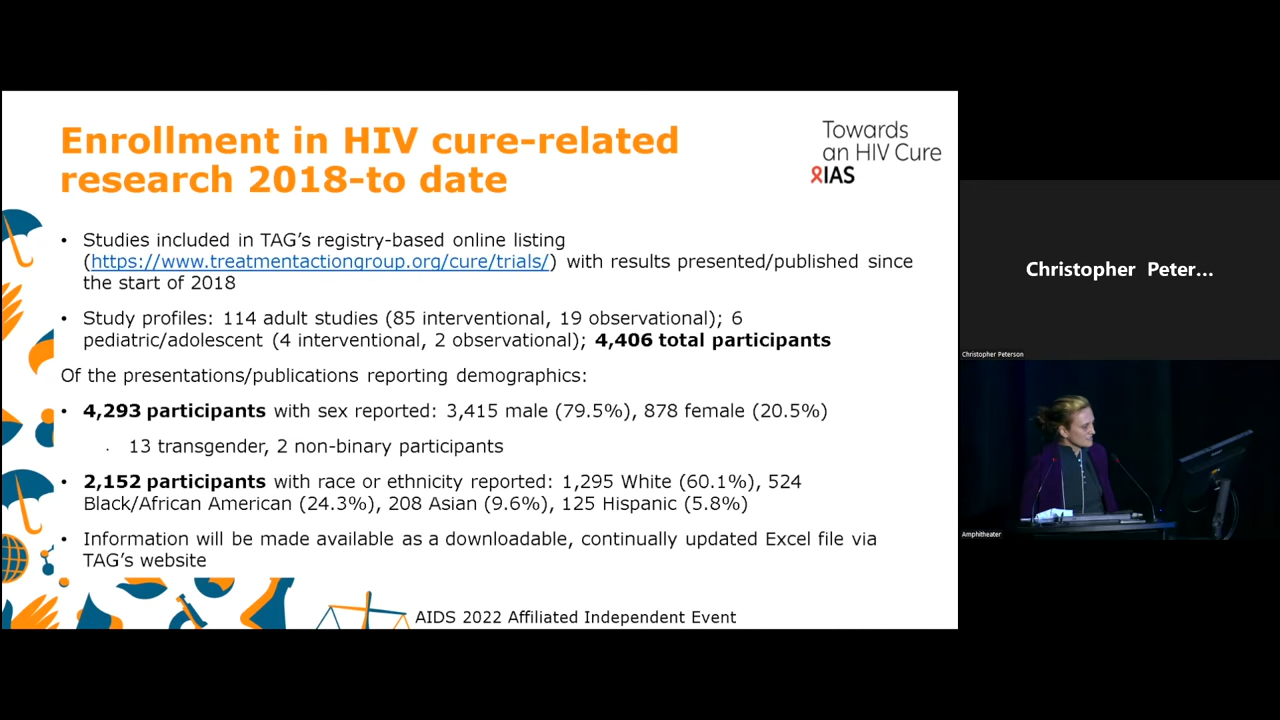 Enrollment in HIV cure-related
research 2018-to date
Towards
an HIV Cure
IAS
• Studies included in TAG's registry-based online listing
(https://www.treatmentactiongroup.org/cure/trials/) with results presented/published since
the start of 2018
• Study profiles: 114 adult studies (85 interventional, 19 observational); 6
pediatric/adolescent (4 interventional, 2 observational); 4,406 total participants
Of the presentations/publications reporting demographics:
• 4,293 participants with sex reported: 3,415 male (79.5%), 878 female (20.5%)
. 13 transgender, 2 non-binary participants
• 2,152 participants with race or ethnicity reported: 1,295 White (60.1%), 524
Black/African American (24.3%), 208 Asian (9.6%), 125 Hispanic (5.8%)
• Information will be made available as a downloadable, continually updated Excel file via
TAG's website
AIDS 2022 Affiliated Independent Event
Christopher Peter...
Christopher Peterson
Amphitheater